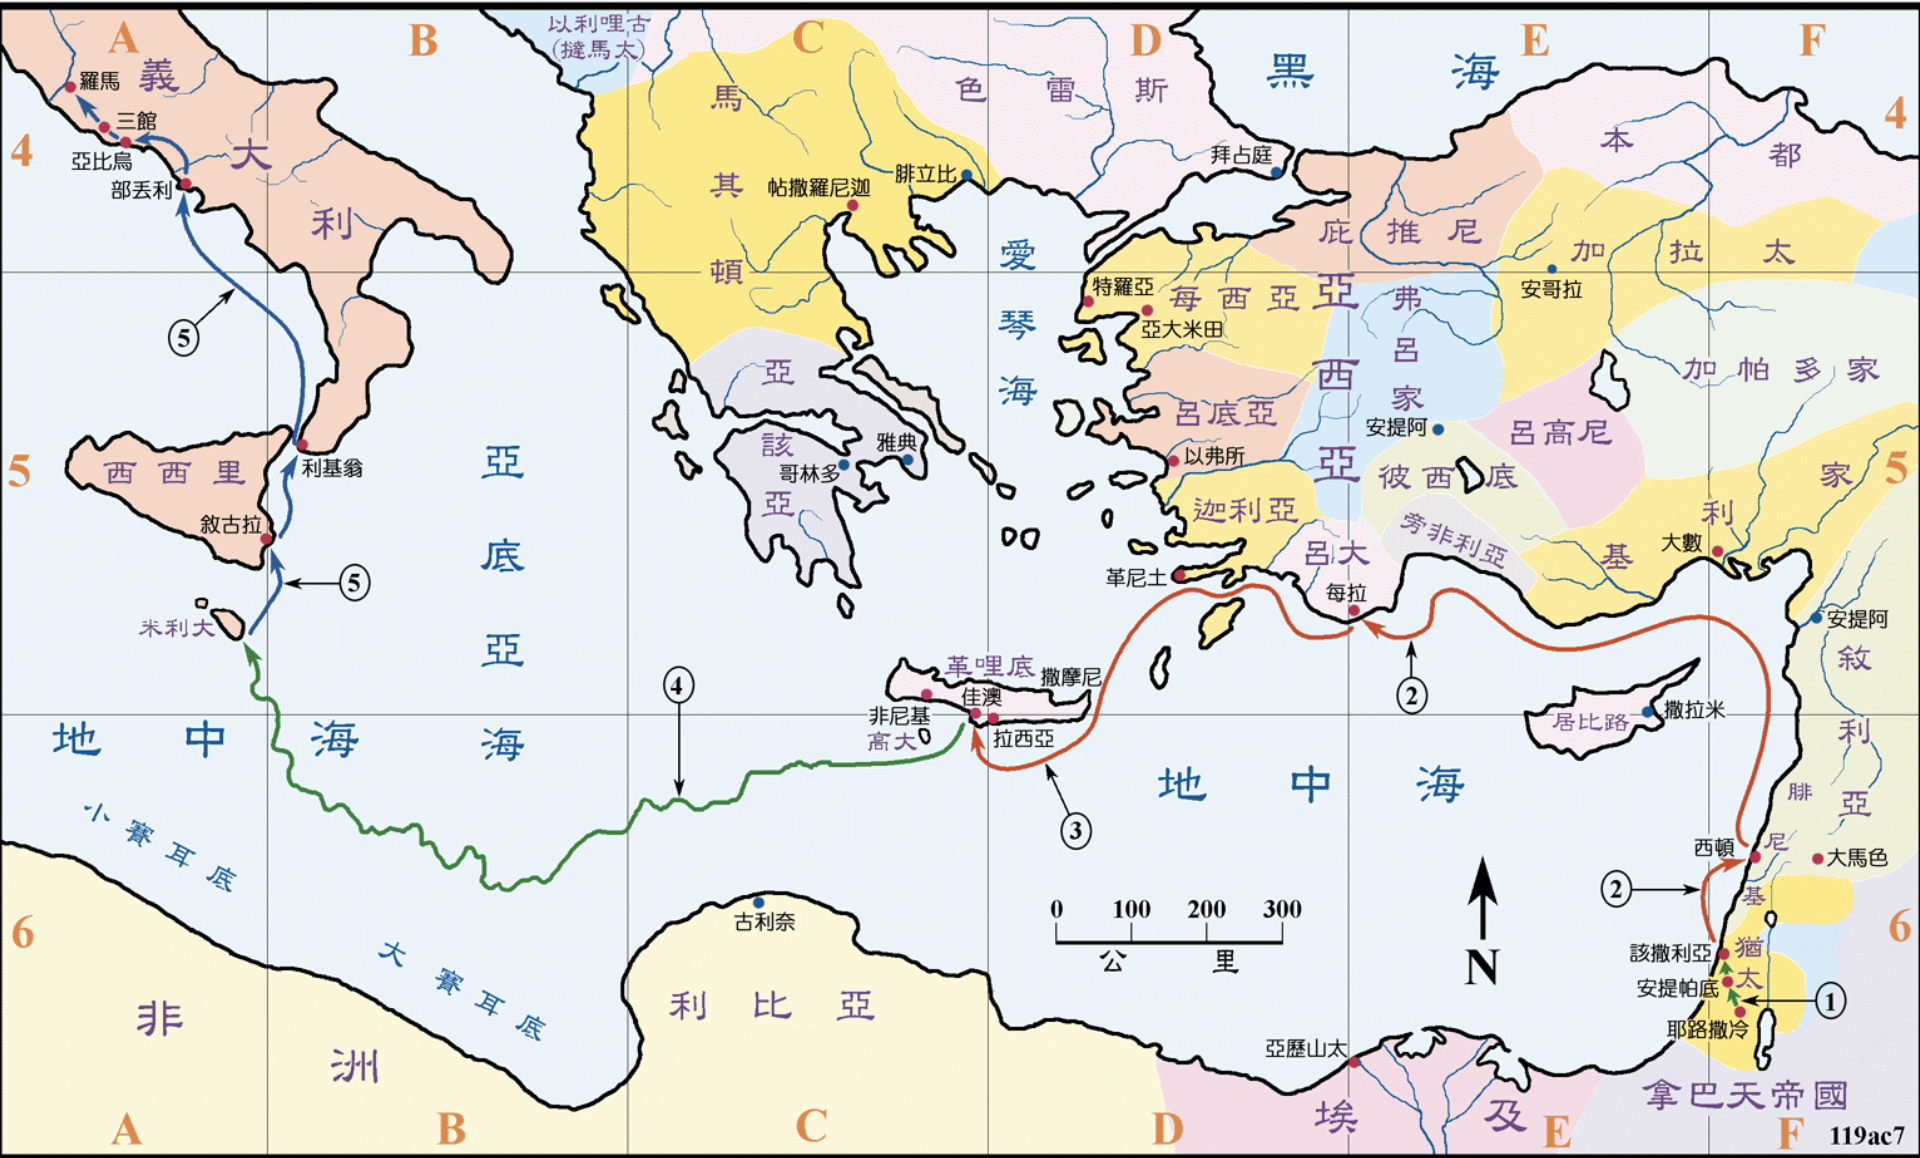 A
B
C
D
E
F
以利哩古
(撻馬太)
黑海
色雷斯
羅馬
義大利
三館
亞比烏
部丟利
4
4
馬其頓
帖撒羅尼迦
腓立比
拜占庭
本都
庇推尼
加拉太
安哥拉
愛琴海
特羅亞
每西亞
亞大米田
亞西亞
弗呂家
加帕多家
⑤
亞該亞
呂底亞
安提阿
呂高尼
5
5
西西里
利基翁
敘古拉
哥林多
雅典
以弗所
彼西底
迦利亞
旁非利亞
基利家
大數
呂大
每拉
革尼土
⑤
亞底亞海
米利大
安提阿
敘利亞
革哩底
撒摩尼
佳澳
非尼基
高大
拉西亞
④
②
居比路
撒拉米
地中海
地中海
③
腓尼基
西頓
大馬色
②
小賽耳底
大賽耳底
古利奈
0 100 200 300
公里
N
6
6
該撒利亞
猶太
安提帕底
①
耶路撒冷
非洲
利比亞
亞歷山太
埃及
拿巴天帝國
A
B
C
D
E
F
119ac7